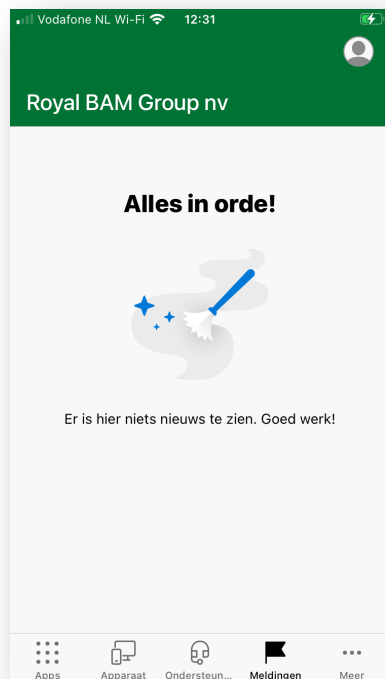 Vodafone NL Wi-Fi 12:31
Royal BAM Group nv
Alles in orde!
Er is hier niets nieuws te zien. Goed werk!
Apps Apparaat Ondersteun... Meldingen Meer